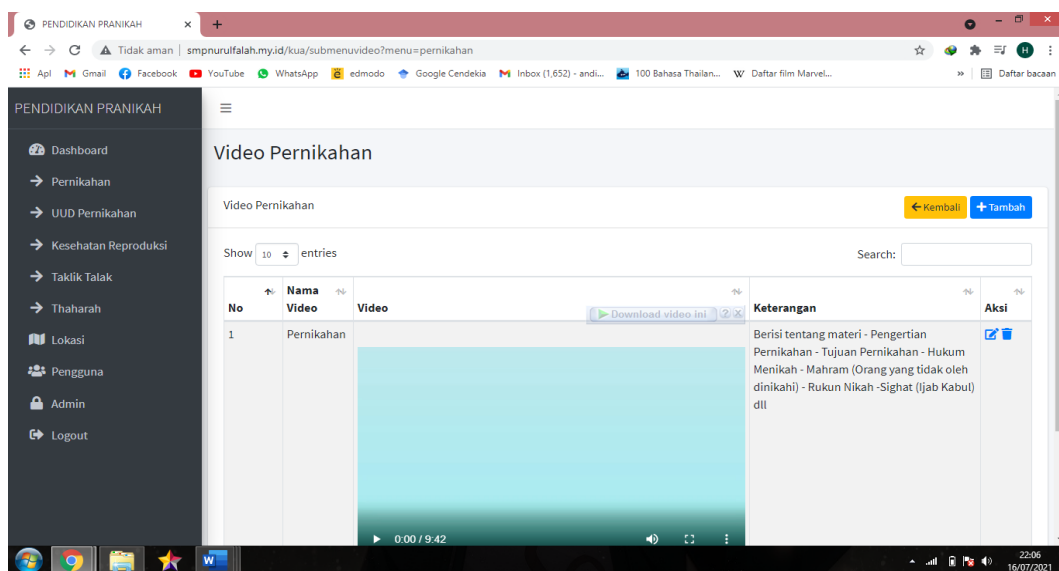 PENDIDIKAN PRANIKAH
Tidak aman | smpnurulfalah.my.id/kua/submenuvideo?menu=pernikahan
H
Apl Gmail Facebook YouTube WhatsApp edmodo Google Cendekia Inbox (1,652) - andi... 100 Bahasa Thailan... W Daftar film Marvel... » Daftar bacaan
PENDIDIKAN PRANIKAH
Dashboard
Pernikahan
UUD Pernikahan
Kesehatan Reproduksi
Taklik Talak
Thaharah
Lokasi
Pengguna
Admin
Logout
Video Pernikahan
Video Pernikahan
Kembali
Tambah
Show 10 entries
Search:
No
Nama
Video
Video
Keterangan
Aksi
Download video ini ? X
1
Pernikahan
Berisi tentang materi - Pengertian
Pernikahan - Tujuan Pernikahan - Hukum
Menikah - Mahram (Orang yang tidak oleh
dinikahi) - Rukun Nikah -Sighat (Ijab Kabul)
dll
0:00 / 9:42
W
22:06
16/07/2021